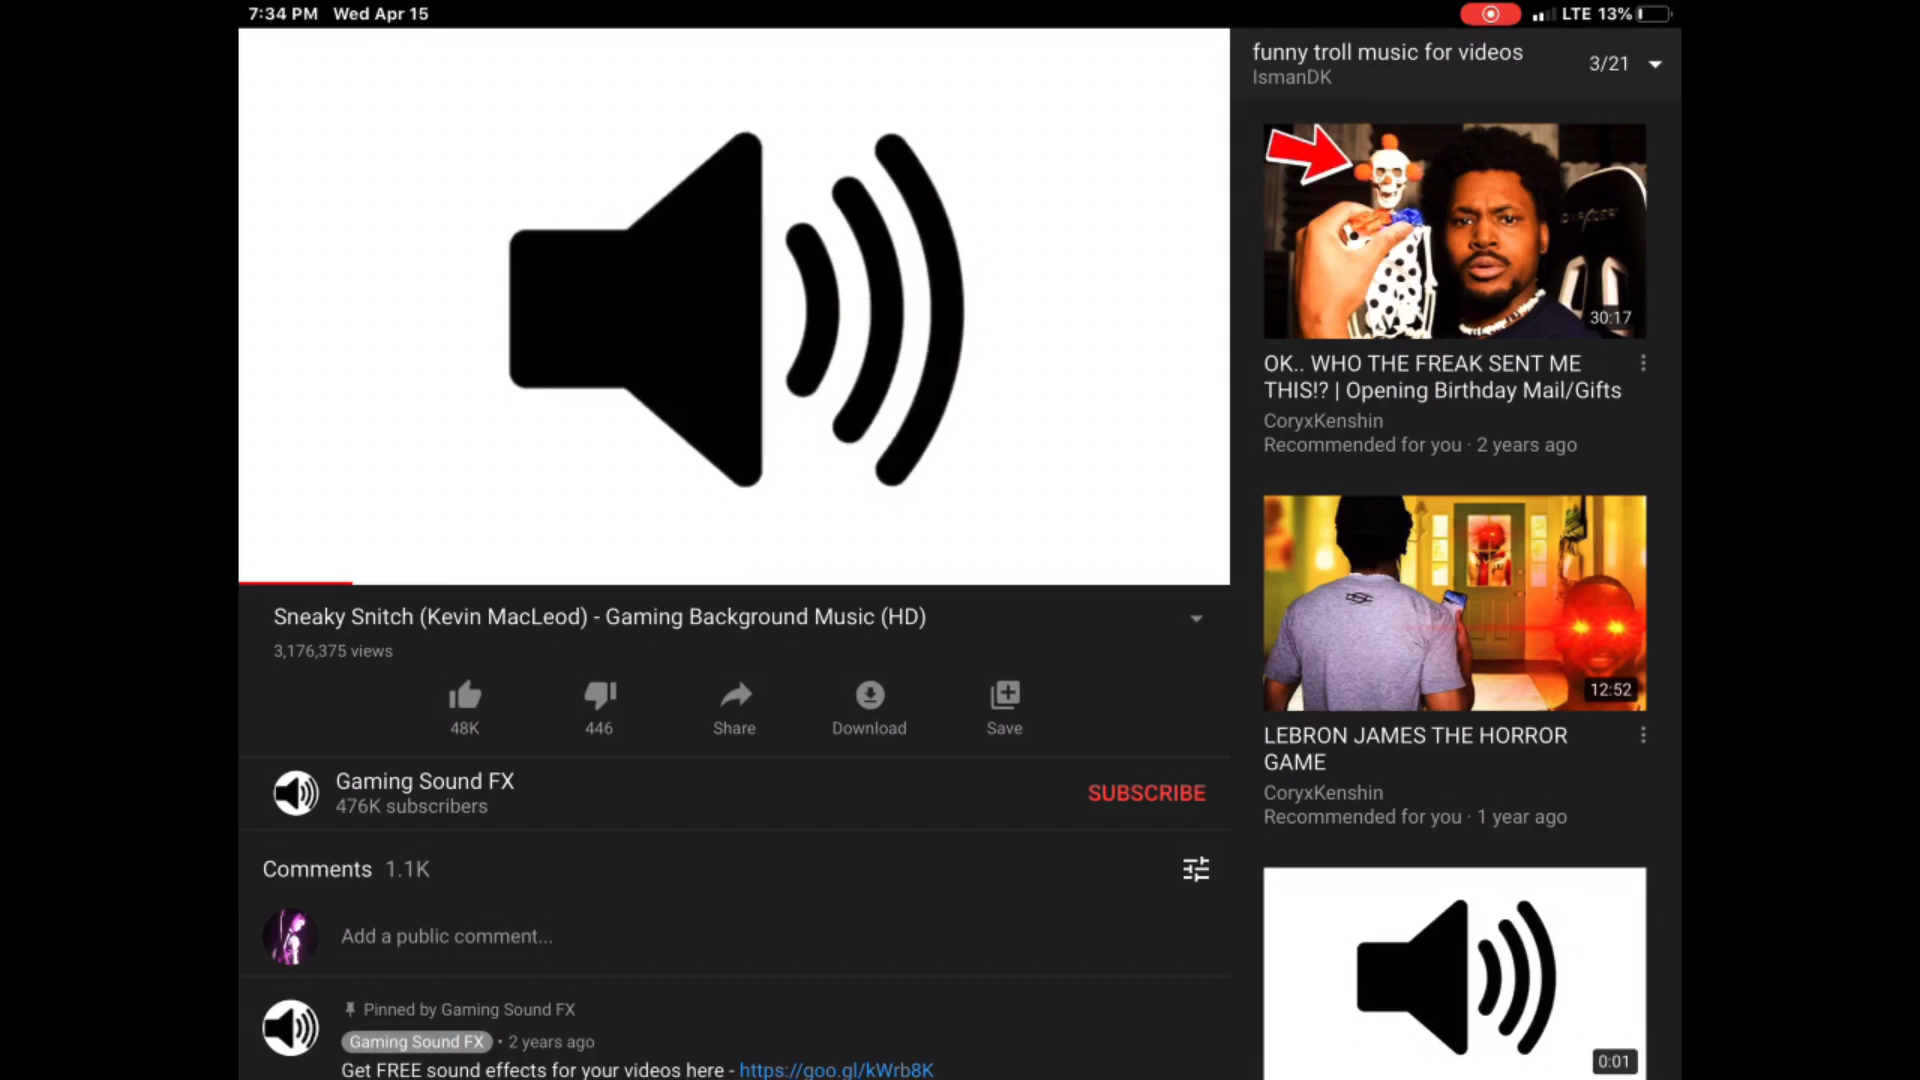 7:34 PM Wed Apr 15
LTE 13%
Sneaky Snitch (Kevin MacLeod) - Gaming Background Music (HD)
3,176,375 views
48K
446
Share
Download
Save
Gaming Sound FX
476K subscribers
SUBSCRIBE
Comments 1.1K
Add a public comment...
Pinned by Gaming Sound FX
Gaming Sound FX • 2 years ago
Get FREE sound effects for your videos here - https://goo.gl/kWrb8K
funny troll music for videos
IsmanDK
3/21
30:17
OK.. WHO THE FREAK SENT ME
THIS!? | Opening Birthday Mail/Gifts
CoryxKenshin
Recommended for you · 2 years ago
12:52
LEBRON JAMES THE HORROR
GAME
CoryxKenshin
Recommended for you · 1 year ago
0:01